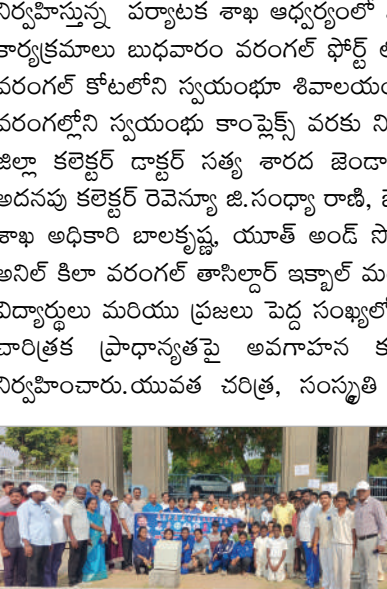 నిర్వహిస్తున్న పర్యాటక శాఖ ఆధ్వర్యంలో
కార్యక్రమాలు బుధవారం వరంగల్ ఫోర్ట్
వరంగల్ కోటలోని స్వయంభూ శివాలయం
వరంగల్లోని స్వయంభు కాంప్లెక్స్ వరకు
జిల్లా కలెక్టర్ డాక్టర్ సత్య శారద జెండా
అదనపు కలెక్టర్ రెవెన్యూ జి.సంధ్యా రాణి,
శాఖ అధికారి బాలకృష్ణ, యూత్ అండ్
అనిల్ కిలా వరంగల్ తాసిల్దార్ ఇక్బాల్
విద్యార్థులు మరియు ప్రజలు పెద్ద సంఖ్యలో
చారిత్రక ప్రాధాన్యతపై అవగాహన
నిర్వహించారు.యువత చరిత్ర, సంస్కృతి